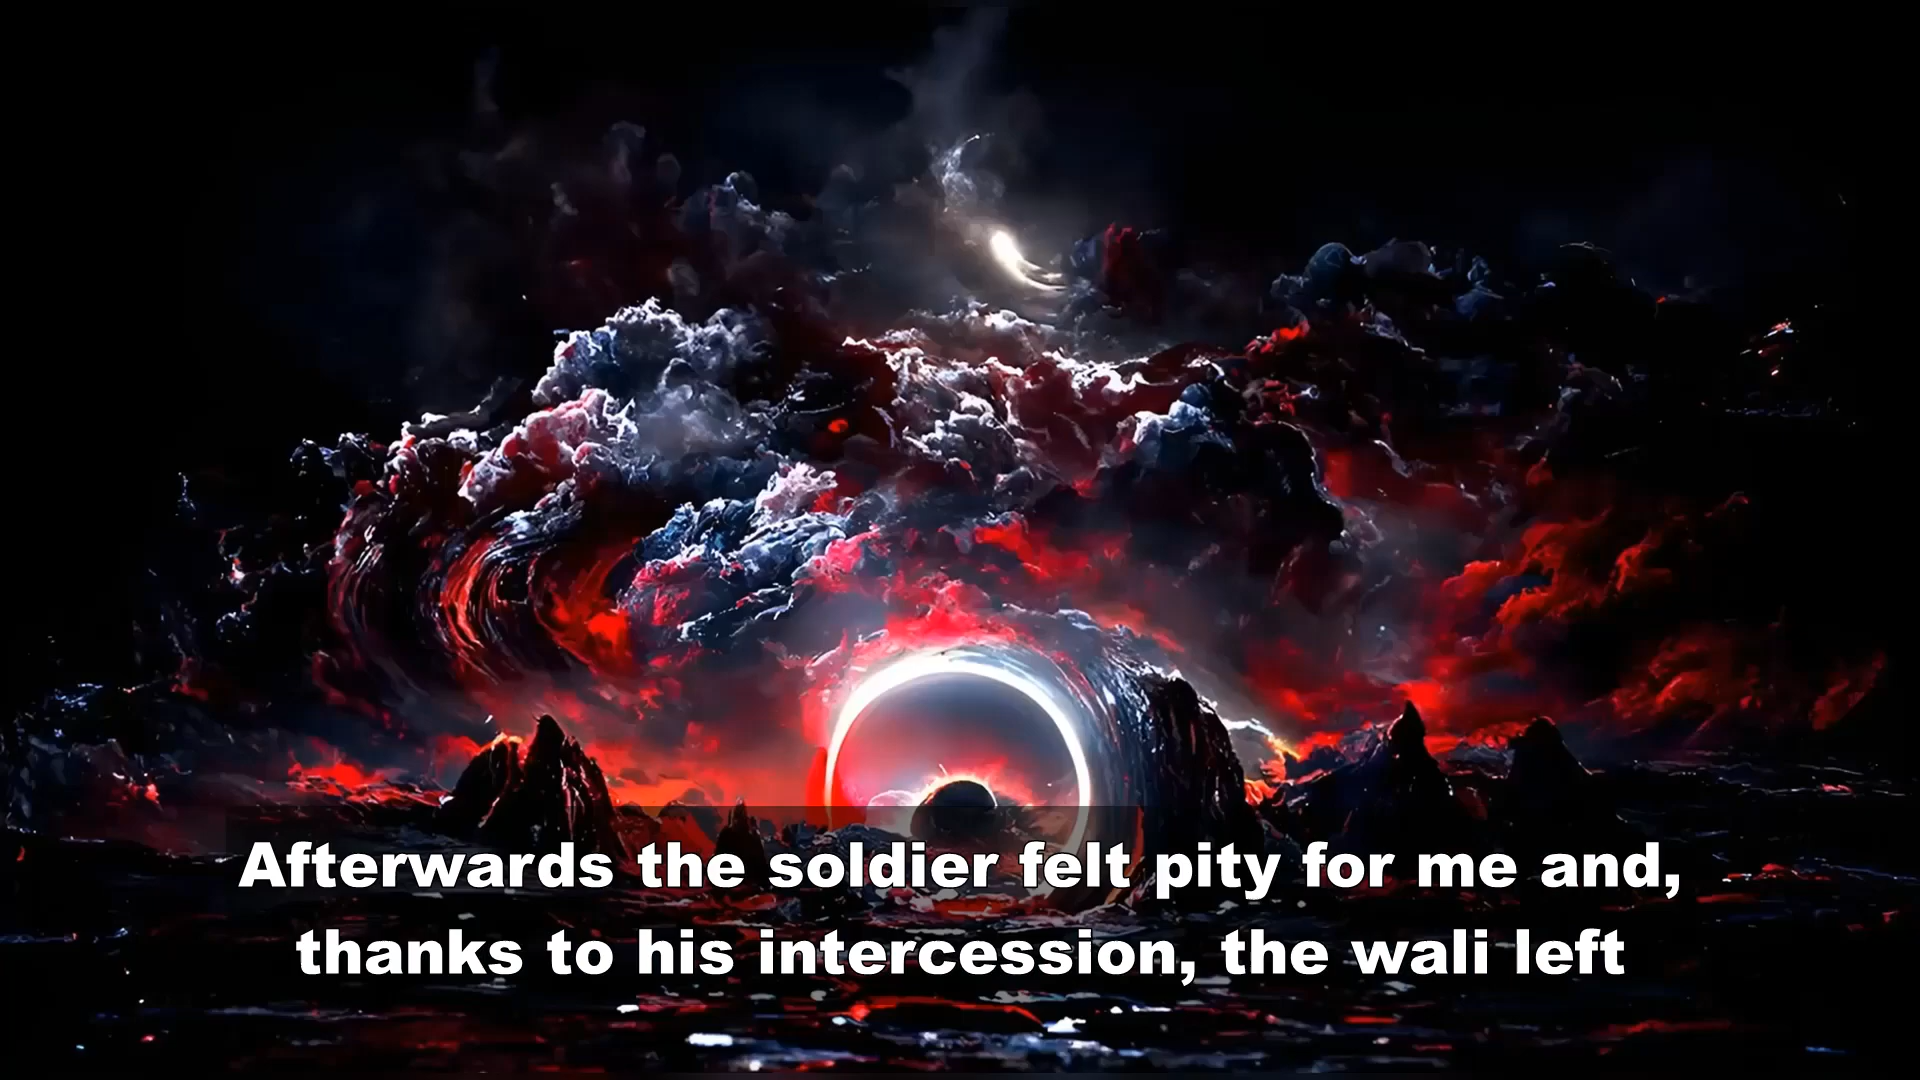 Afterwards the soldier felt pity for me and,
thanks to his intercession, the wali left